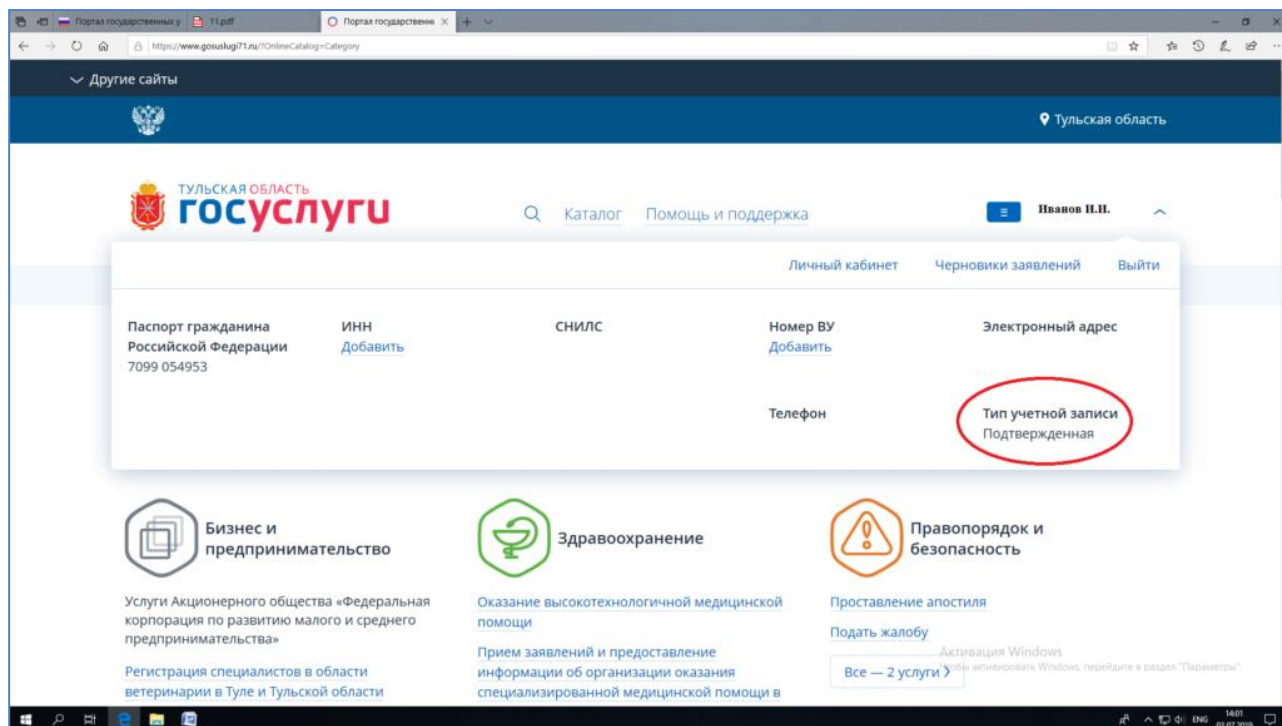 Портал государственных у
11.pdf
Портал государственн
https://www.gosuslugi71.ru/?OnlineCatalog=Category
Другие сайты
Тульская область
ТУЛЬСКАЯ ОБЛАСТЬ
госуслуги
Каталог Помощь и поддержка
Иванов И.И.
Личный кабинет Черновики заявлений Выйти
Паспорт гражданина
Российской Федерации
7099 054953
ИНН
Добавить
СНИЛС
Номер ВУ
Добавить
Электронный адрес
Телефон
Тип учетной записи
Подтвержденная
Бизнес и
предпринимательство
Услуги Акционерного общества «Федеральная
корпорация по развитию малого и среднего
предпринимательства»
Регистрация специалистов в области
ветеринарии в Туле и Тульской области
Здравоохранение
Оказание высокотехнологичной медицинской
помощи
Прием заявлений и предоставление
информации об организации оказания
специализированной медицинской помощи в
Правопорядок и
безопасность
Проставление апостиля
Подать жалобу
Все — 2 услуги
Активация Windows
Чтобы активировать Windows, перейдите в раздел "Параметры".
ENG
14:01
03.07.2019